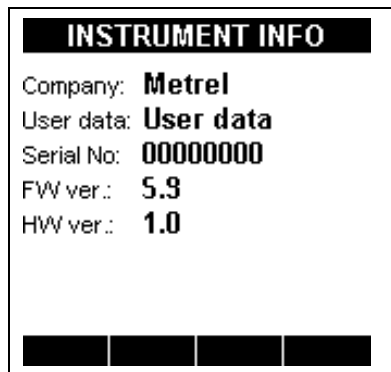 INSTRUMENT INFO
Company: Metrel
User data: User data
Serial No: 00000000
FW ver.: 5.9
HW ver.: 1.0